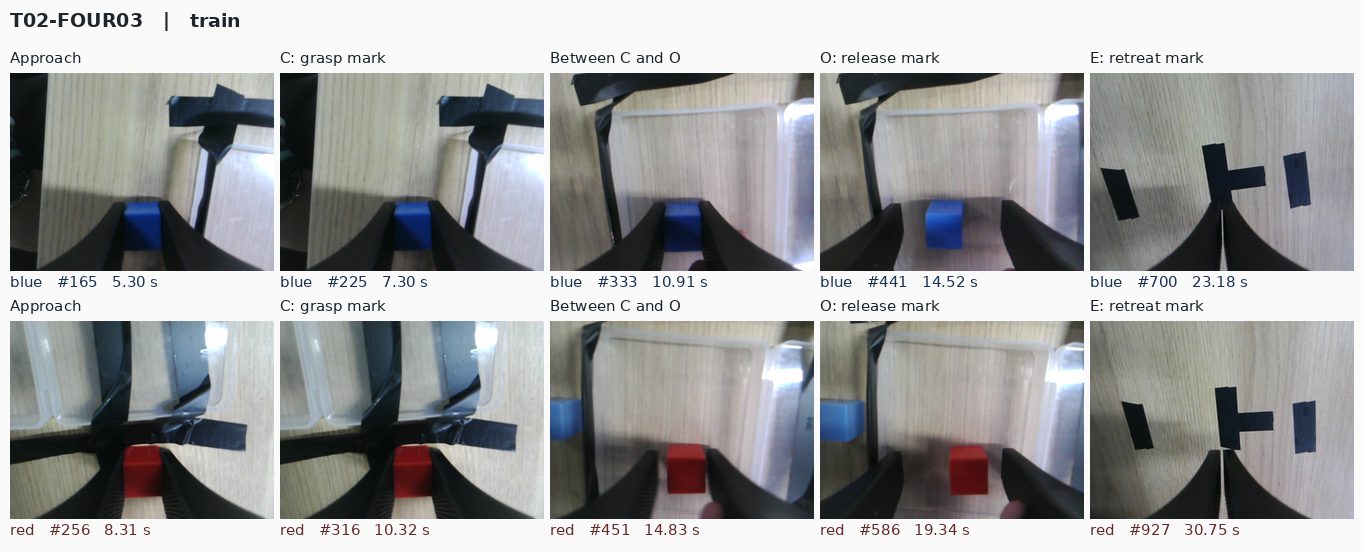 T02-FOUR03 | train
Approach
C: grasp mark
Between C and O
O: release mark
E: retreat mark
blue #165 5.30 s
blue #225 7.30 s
blue #333 10.91 s
blue #441 14.52 s
blue #700 23.18 s
Approach
C: grasp mark
Between C and O
O: release mark
E: retreat mark
red #256 8.31 s
red #316 10.32 s
red #451 14.83 s
red #586 19.34 s
red #927 30.75 s